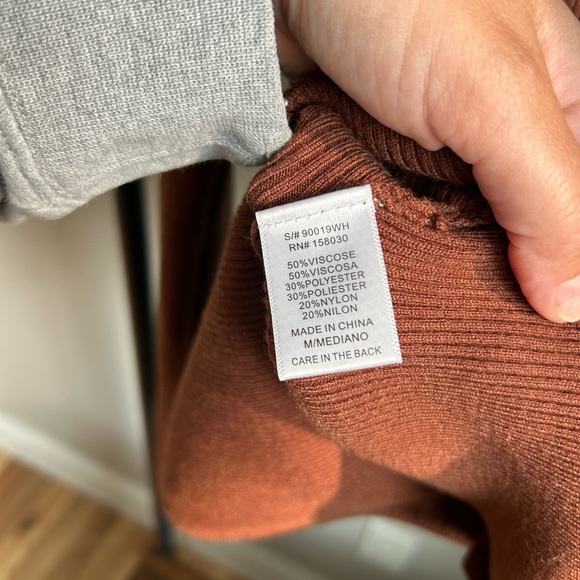 S/# 90019WH
RN# 158030
50%VISCOSE
50%VISCOSA
30%POLYESTER
30%POLIESTER
20%NYLON
20%NILON
MADE IN CHINA
M/MEDIANO
CARE IN THE BACK